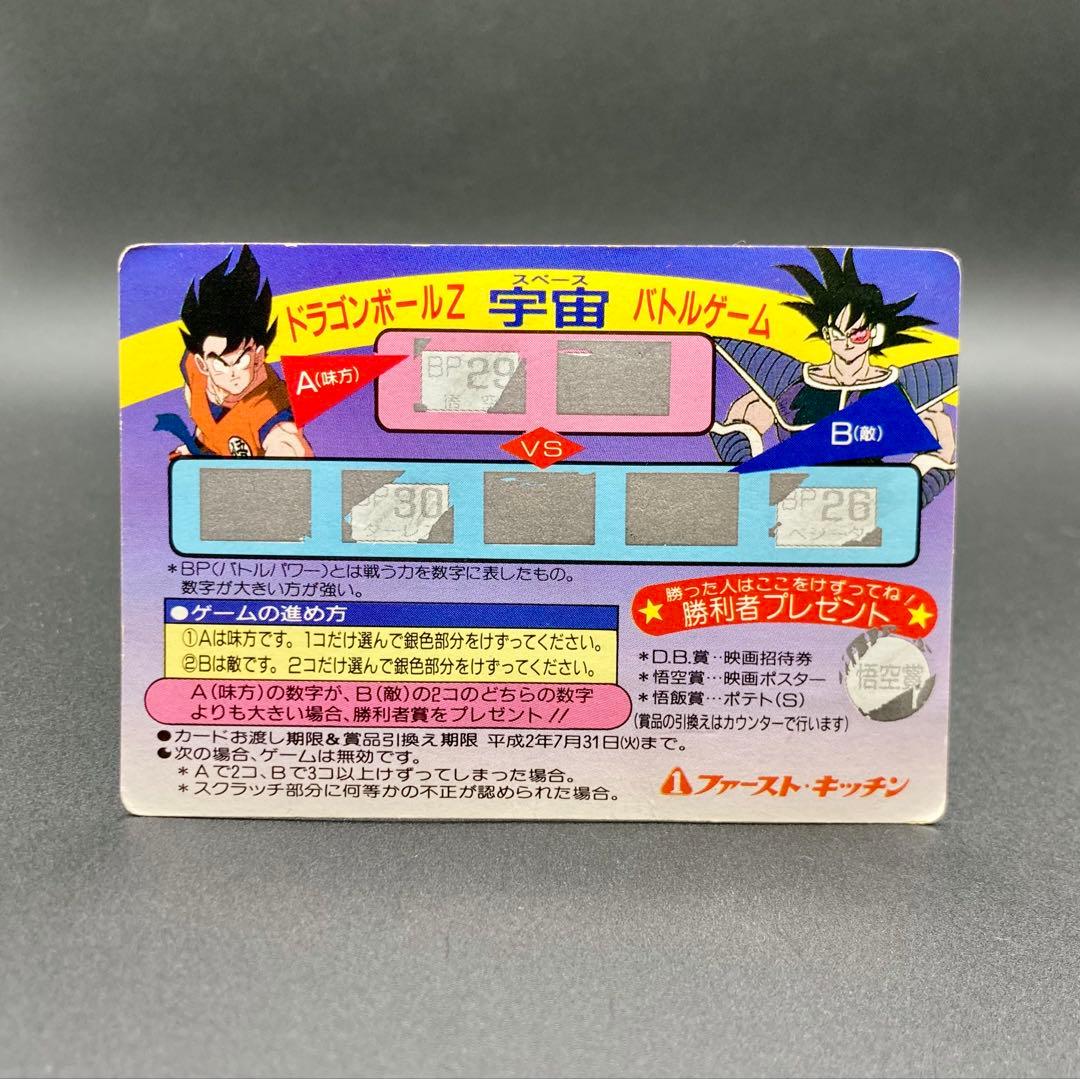 スペース
ドラゴンボールZ 宇宙 バトルゲーム
A(味方)
BP 29
悟空
VS
B(敵)
BP 30
BP 26
*BP(バトルパワー)とは戦う力を数字に表したもの。
数字が大きい方が強い。
●ゲームの進め方
①Aは味方です。1コだけ選んで銀色部分をけずってください。
②Bは敵です。2コだけ選んで銀色部分をけずってください。
A(味方)の数字が、B(敵)の2コのどちらの数字
よりも大きい場合、勝利者賞をプレゼント!!
勝った人はここをけずってね!
★勝利者プレゼント★
*D.B.賞‥映画招待券
*悟空賞…映画ポスター
*悟飯賞…ポテト(S)
(賞品の引換えはカウンターで行います)
悟空賞
●カードお渡し期限&賞品引換え期限 平成2年7月31日(火)まで。
●次の場合、ゲームは無効です。
*Aで2コ、Bで3コ以上けずってしまった場合。
*スクラッチ部分に何等かの不正が認められた場合。
ファースト・キッチン